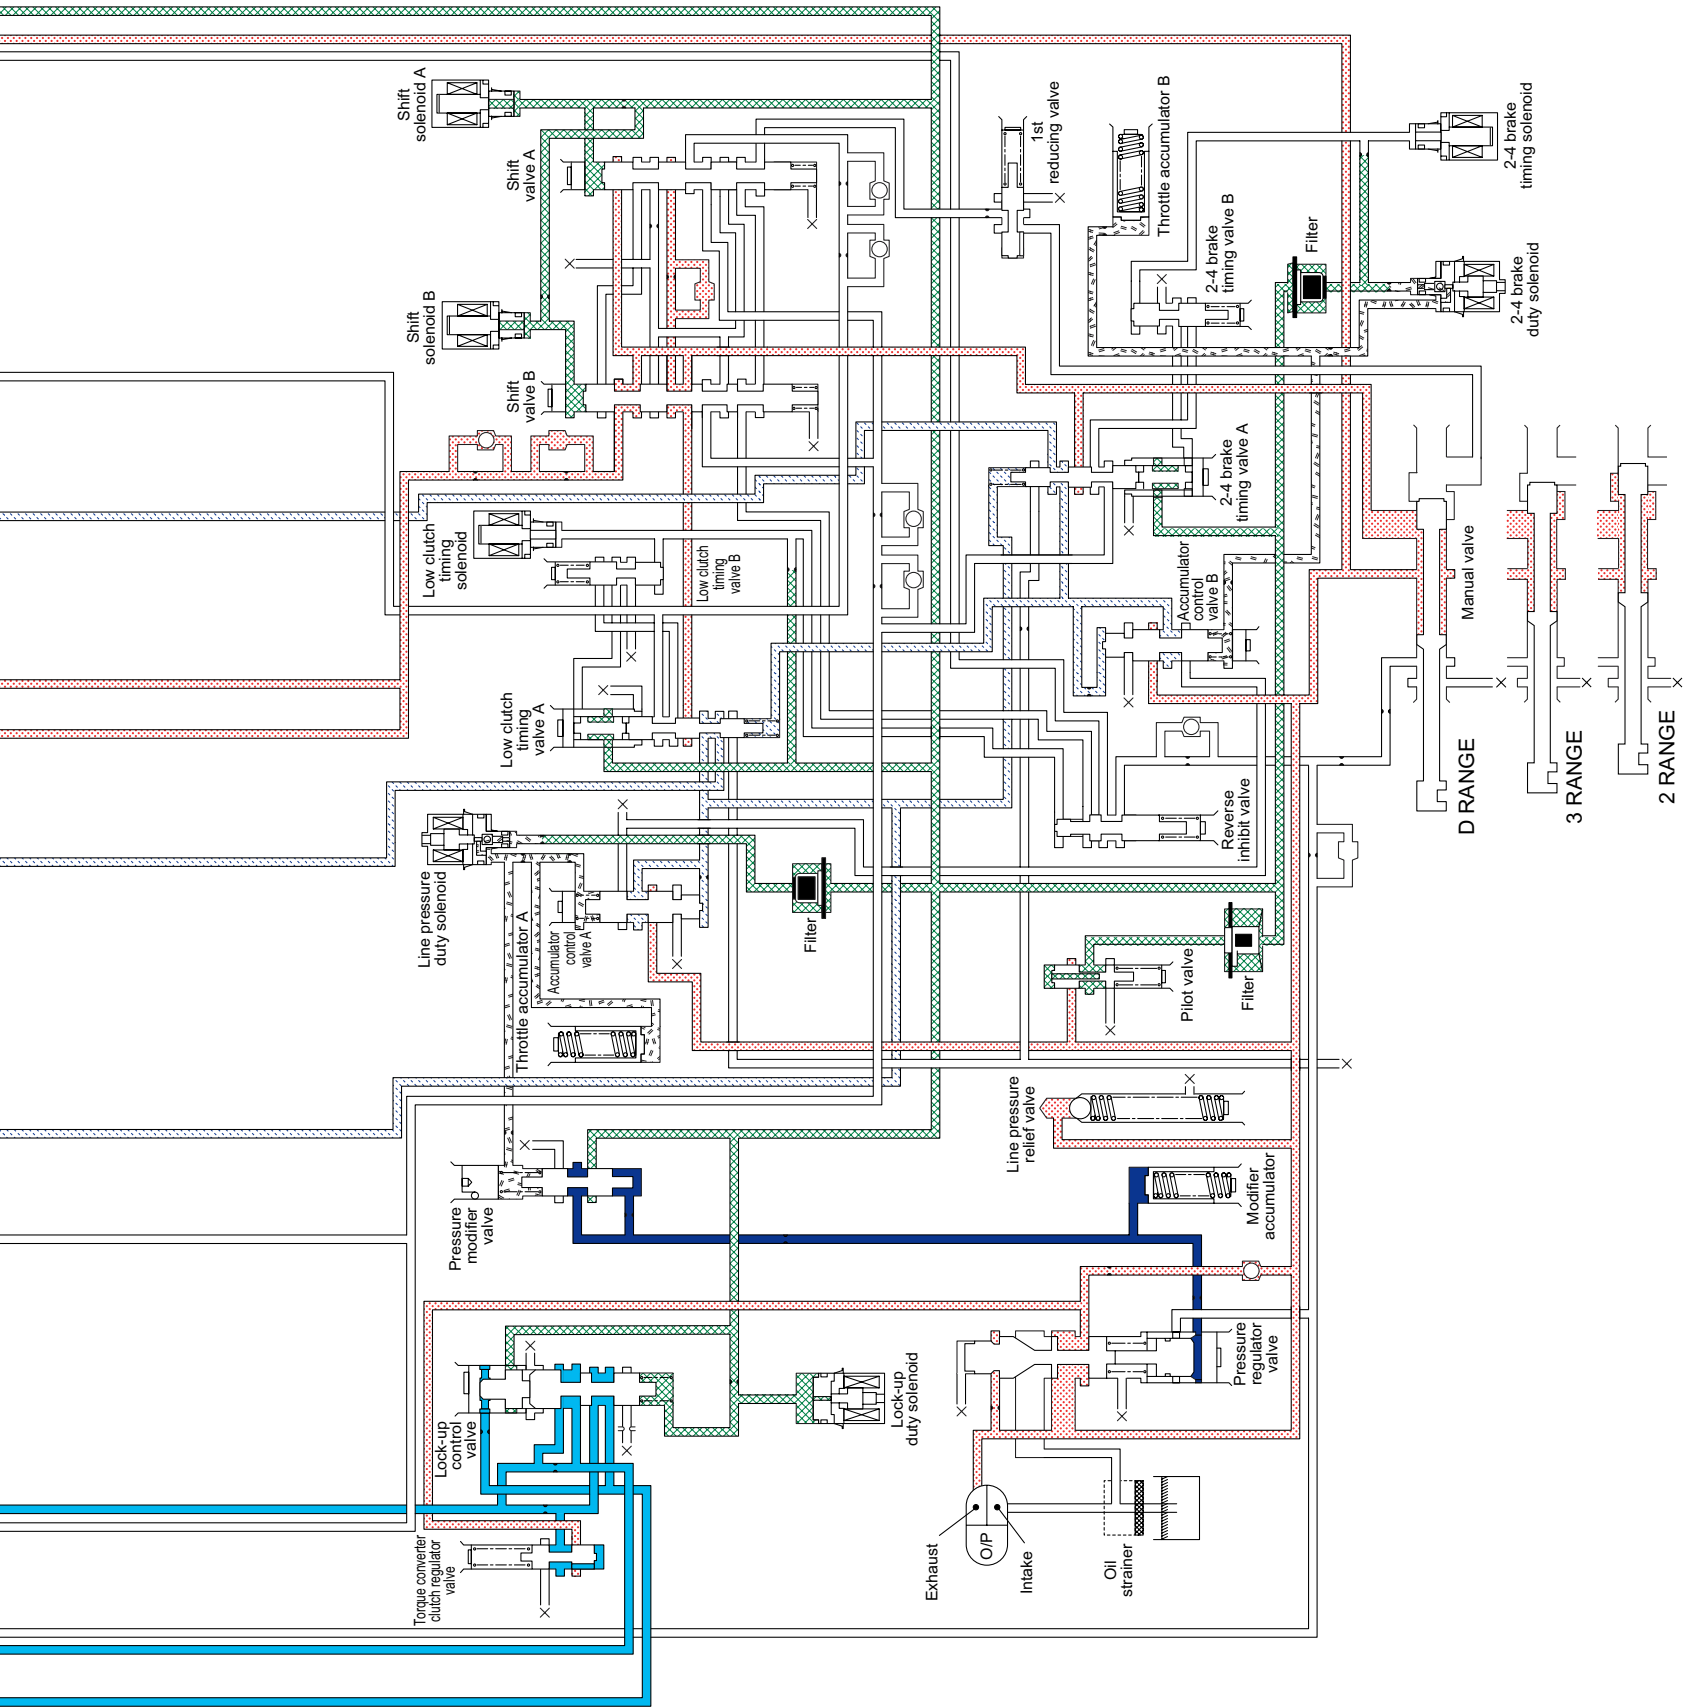 Shift
solenoid A
Shift
valve A
Shift
solenoid B
Shift
valve B
Low clutch
timing
solenoid
Low clutch
timing
valve B
Low clutch
timing
valve A
1st
reducing valve
Throttle accumulator B
2-4 brake
timing valve B
Filter
2-4 brake
timing solenoid
2-4 brake
duty solenoid
2-4 brake
timing valve A
Accumulator
control
valve B
Manual valve
D RANGE
3 RANGE
2 RANGE
Reverse
inhibit valve
Line pressure
duty solenoid
Accumulator
control
valve A
Throttle accumulator A
Filter
Pilot valve
Filter
Line pressure
relief valve
Pressure
modifier
valve
Modifier
accumulator
Lock-up
control
valve
Lock-up
duty solenoid
Pressure
regulator
valve
Torque converter
clutch regulator
valve
Exhaust
O/P
Intake
Oil
strainer